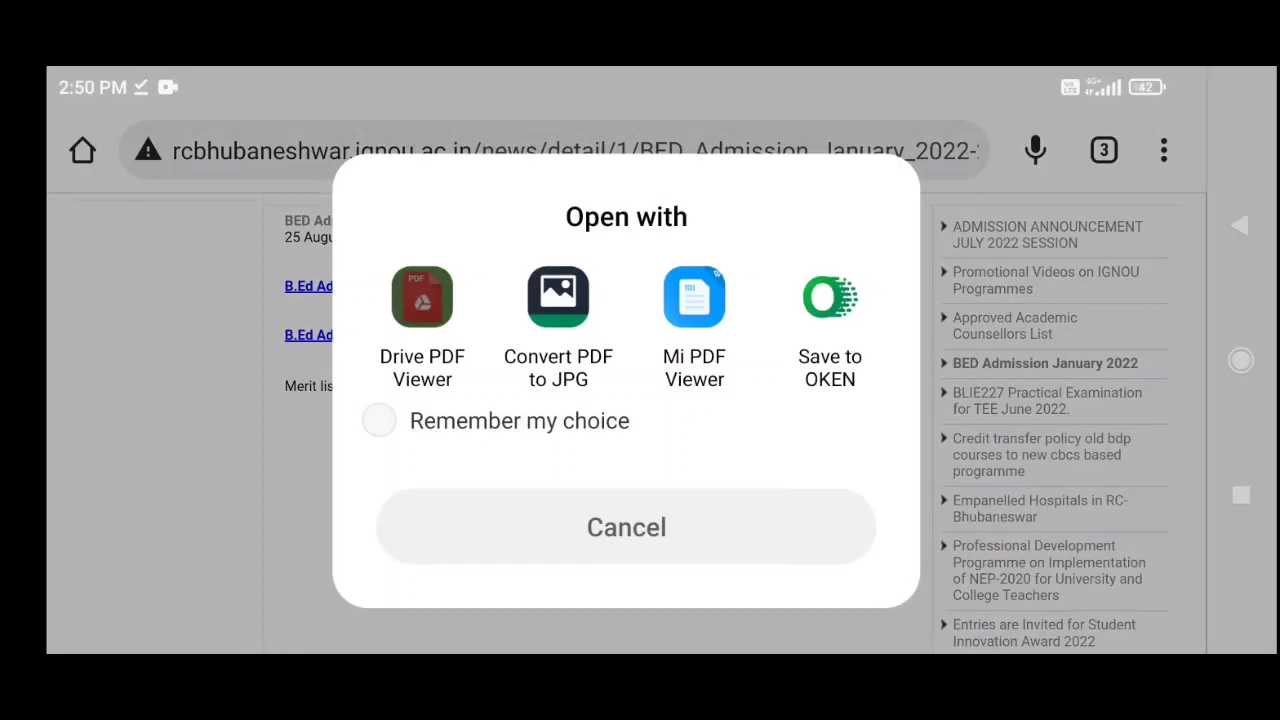 2:50 PM
VO LTE
4G+
42
rcbhubaneshwar.ignou.ac.in/news/detail/1/BED_Admission_January_2022-
3
BED Ad
25 Augu
B.Ed Ad
B.Ed Ad
Merit lis
Open with
PDF
Drive PDF
Viewer
Convert PDF
to JPG
Mi PDF
Viewer
Save to
OKEN
Remember my choice
Cancel
ADMISSION ANNOUNCEMENT
JULY 2022 SESSION
Promotional Videos on IGNOU
Programmes
Approved Academic
Counsellors List
BED Admission January 2022
BLIE227 Practical Examination
for TEE June 2022.
Credit transfer policy old bdp
courses to new cbcs based
programme
Empanelled Hospitals in RC-
Bhubaneswar
Professional Development
Programme on Implementation
of NEP-2020 for University and
College Teachers
Entries are Invited for Student
Innovation Award 2022